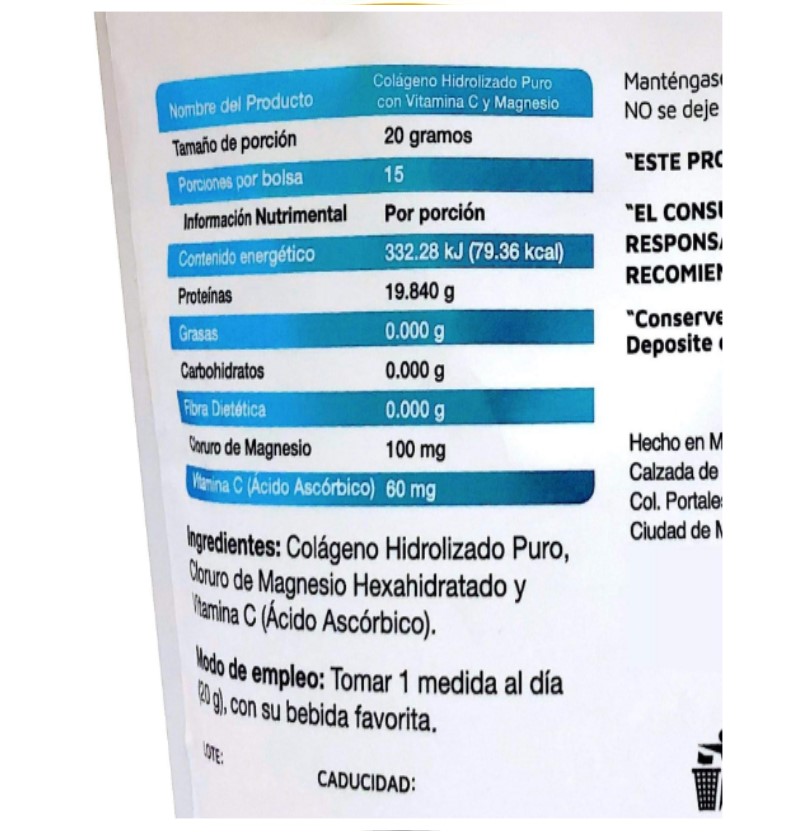 Nombre del Producto
Colágeno Hidrolizado Puro
con Vitamina C y Magnesio
Tamaño de porción 20 gramos
Porciones por bolsa 15
Información Nutrimental Por porción
Contenido energético 332.28 kJ (79.36 kcal)
Proteínas 19.840 g
Grasas 0.000 g
Carbohidratos 0.000 g
Fibra Dietética 0.000 g
Cloruro de Magnesio 100 mg
Vitamina C (Ácido Ascórbico) 60 mg
Ingredientes: Colágeno Hidrolizado Puro,
Cloruro de Magnesio Hexahidratado y
Vitamina C (Ácido Ascórbico).
Modo de empleo: Tomar 1 medida al día
(20 g), con su bebida favorita.
LOTE:
CADUCIDAD:
Manténgas
NO se deje
"ESTE PRO
"EL CONSU
RESPONSA
RECOMIEN
"Conserve
Deposite
Hecho en M
Calzada de
Col. Portales
Ciudad de M